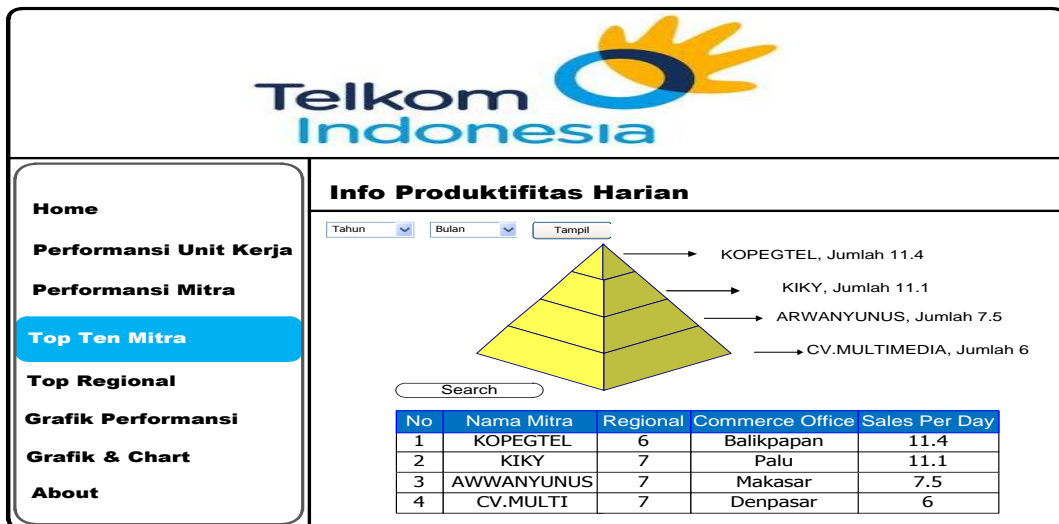 Telkom
Indonesia
Home
Performansi Unit Kerja
Performansi Mitra
Top Ten Mitra
Top Regional
Grafik Performansi
Grafik & Chart
About
Info Produktifitas Harian
Tahun Bulan Tampil
KOPEGTEL, Jumlah 11.4
KIKY, Jumlah 11.1
ARWANYUNUS, Jumlah 7.5
CV.MULTIMEDIA, Jumlah 6
Search
No Nama Mitra Regional Commerce Office Sales Per Day
1 KOPEGTEL 6 Balikpapan 11.4
2 KIKY 7 Palu 11.1
3 AWWANYUNUS 7 Makasar 7.5
4 CV.MULTI 7 Denpasar 6